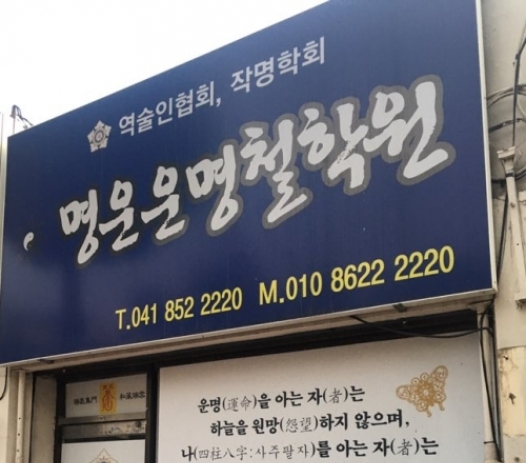 역술인협회, 작명학회
명운운명철학원
T.041 852 2220 M.010 8622 2220
운명(運命)을 아는 자(者)는
하늘을 원망(怨望)하지 않으며,
나(四柱八字:사주팔자)를 아는 자(者)는